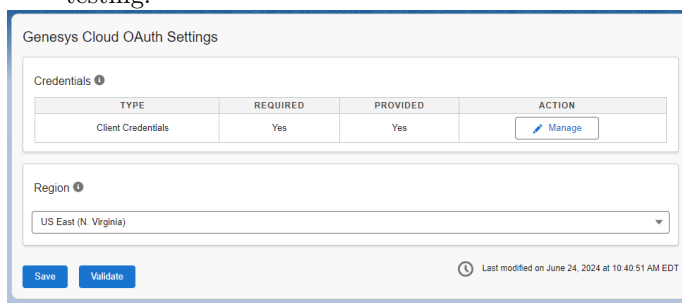 testing.
Genesys Cloud OAuth Settings
Credentials
TYPE REQUIRED PROVIDED ACTION
Client Credentials Yes Yes Manage
Region
US East (N. Virginia)
Save Validate Last modified on June 24, 2024 at 10:40:51 AM EDT